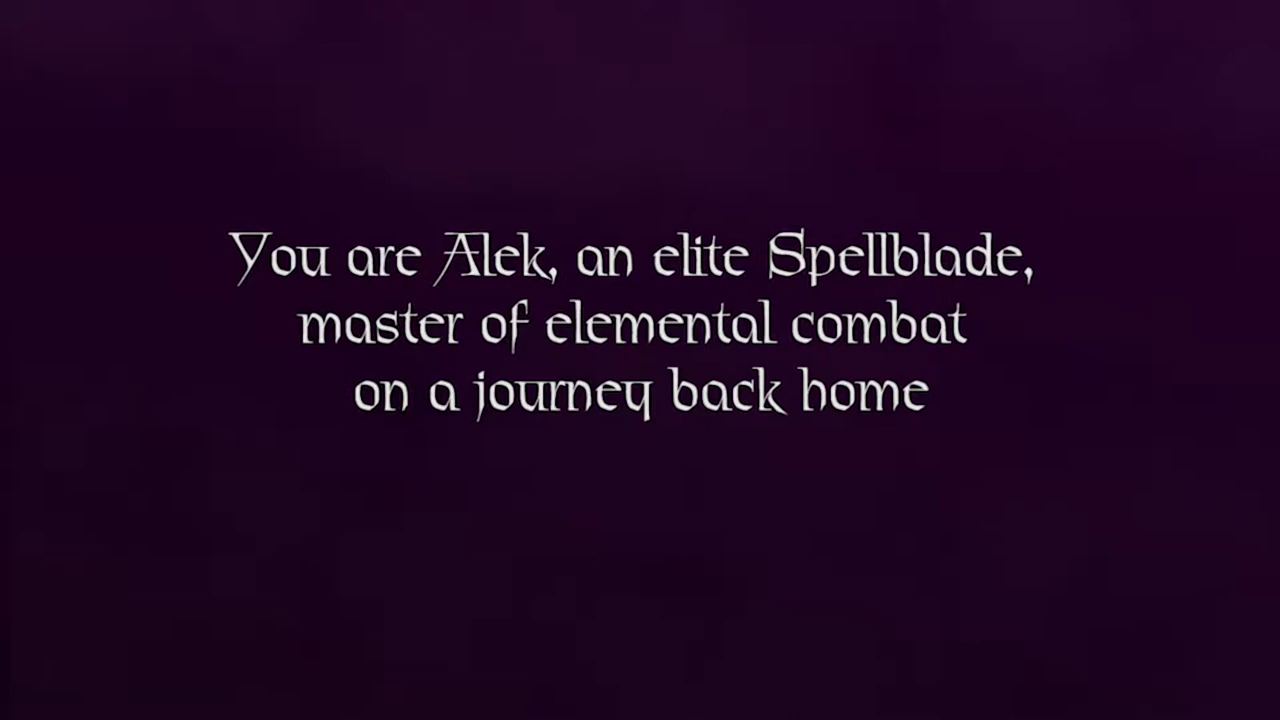 You are Alek, an elite Spellblade,
master of elemental combat
on a journey back home